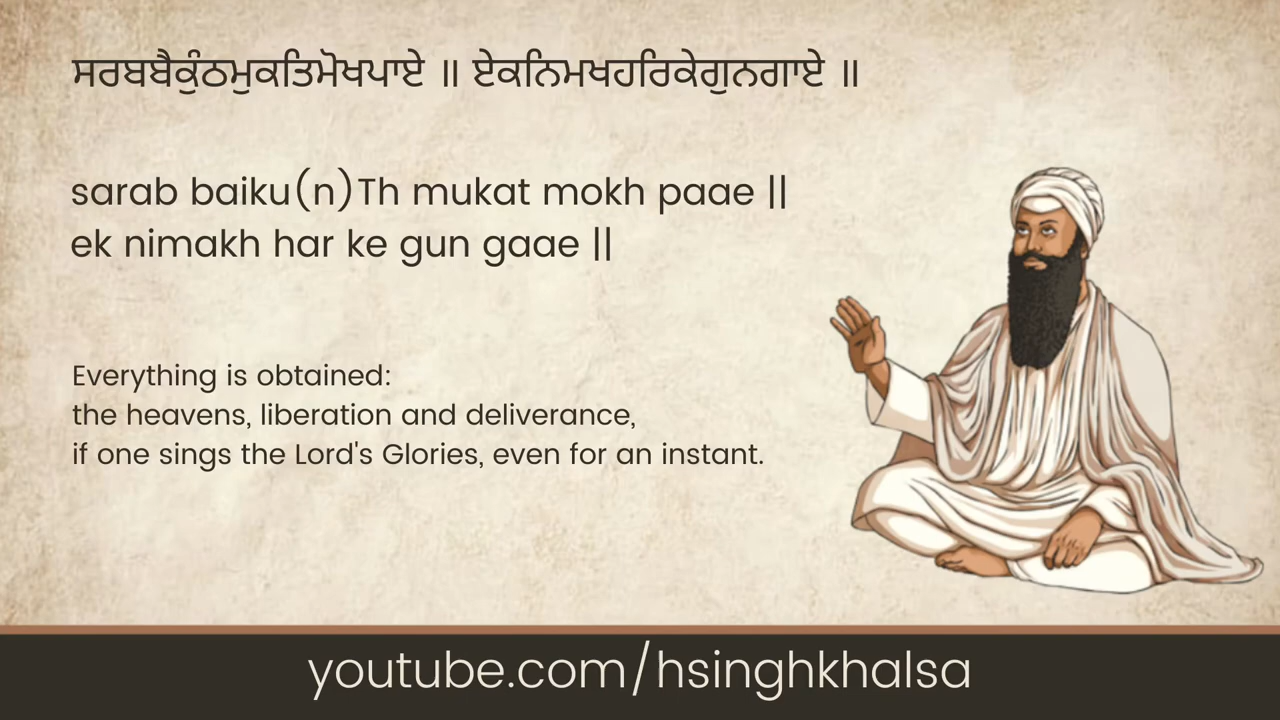 ਸਰਬਬੈਕੁੰਠਮੁਕਤਿਮੋਖਪਾਏ ॥ ਏਕਨਿਮਖਹਰਿਕੇਗੁਨਗਾਏ ॥
sarab baiku(n)Th mukat mokh paae ||
ek nimakh har ke gun gaae ||
Everything is obtained:
the heavens, liberation and deliverance,
if one sings the Lord's Glories, even for an instant.
youtube.com/hsinghkhalsa